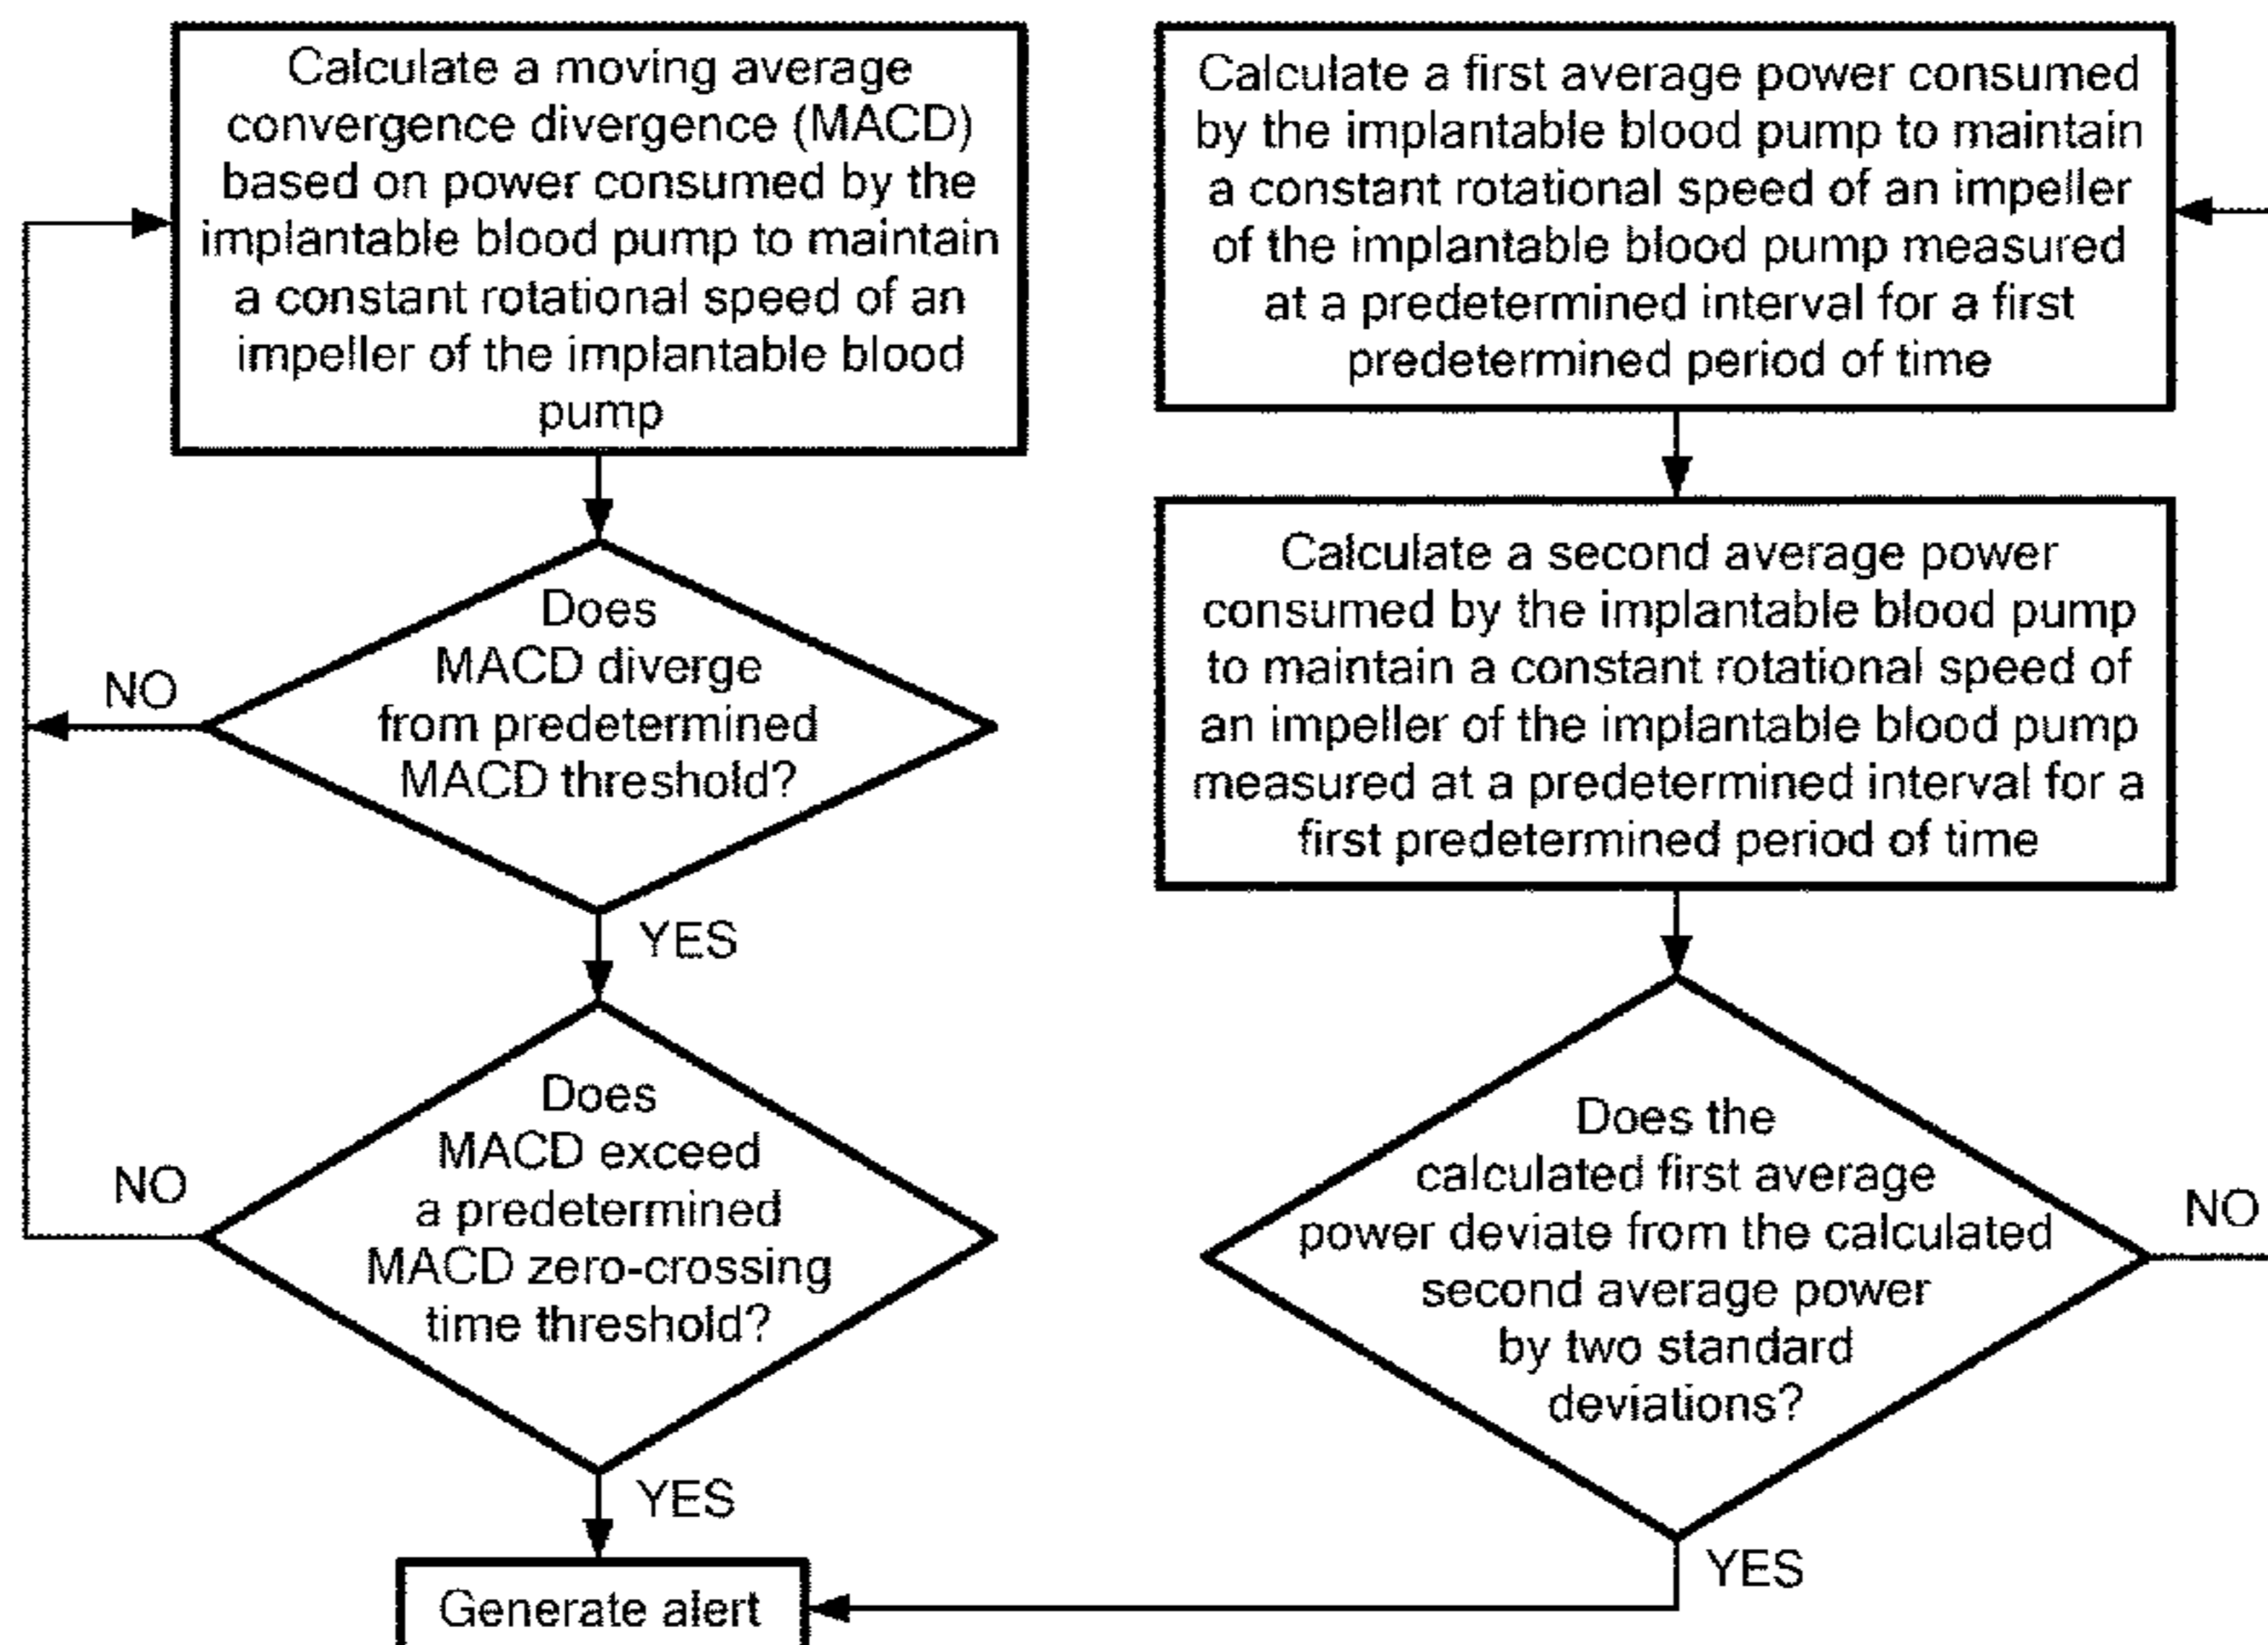 Calculate a moving average
convergence divergence (MACD)
based on power consumed by the
implantable blood pump to maintain
a constant rotational speed of an
impeller of the implantable blood
pump
Does
MACD diverge
from predetermined
MACD threshold?
NO
YES
Does
MACD exceed
a predetermined
MACD zero-crossing
time threshold?
NO
YES
Generate alert
Calculate a first average power consumed
by the implantable blood pump to maintain
a constant rotational speed of an impeller
of the implantable blood pump measured
at a predetermined interval for a first
predetermined period of time
Calculate a second average power
consumed by the implantable blood pump
to maintain a constant rotational speed of
an impeller of the implantable blood pump
measured at a predetermined interval for a
first predetermined period of time
Does the
calculated first average
power deviate from the calculated
second average power
by two standard
deviations?
NO
YES